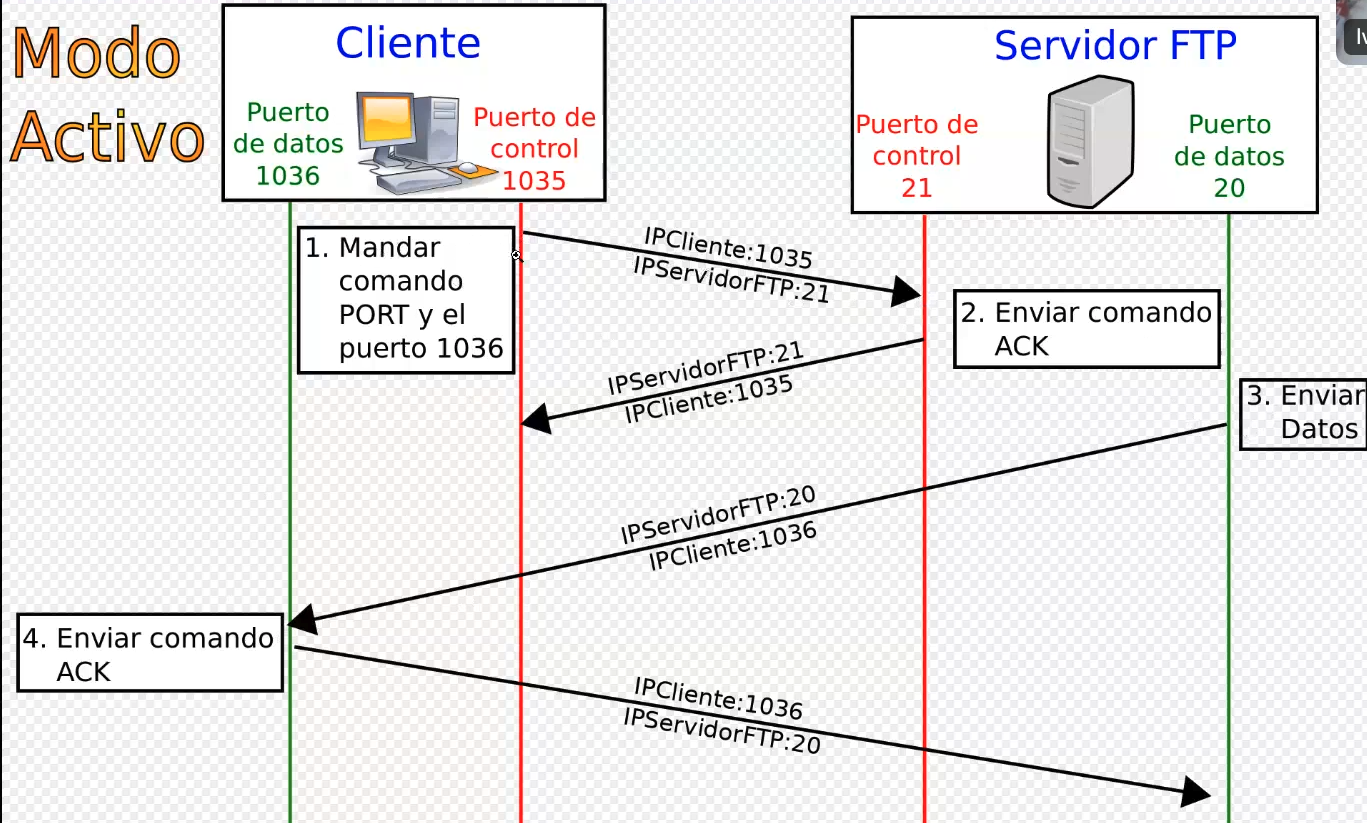 Modo
Activo
Cliente
Puerto
de datos
1036
Puerto de
control
1035
Servidor FTP
Puerto de
control
21
Puerto
de datos
20
1. Mandar
comando
PORT y el
puerto 1036
IPCliente:1035
IPServidorFTP:21
2. Enviar comando
ACK
IPServidorFTP:21
IPCliente:1035
3. Enviar
Datos
IPServidorFTP:20
IPCliente:1036
4. Enviar comando
ACK
IPCliente:1036
IPServidorFTP:20